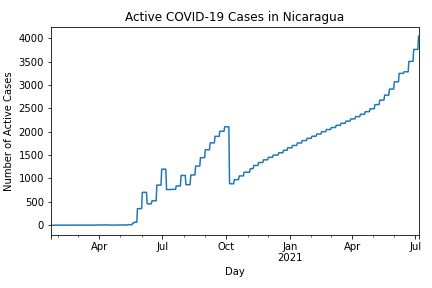 Active COVID-19 Cases in Nicaragua
Number of Active Cases
4000
3500
3000
2500
2000
1500
1000
500
0
Apr Jul Oct Jan Apr Jul
2021
Day